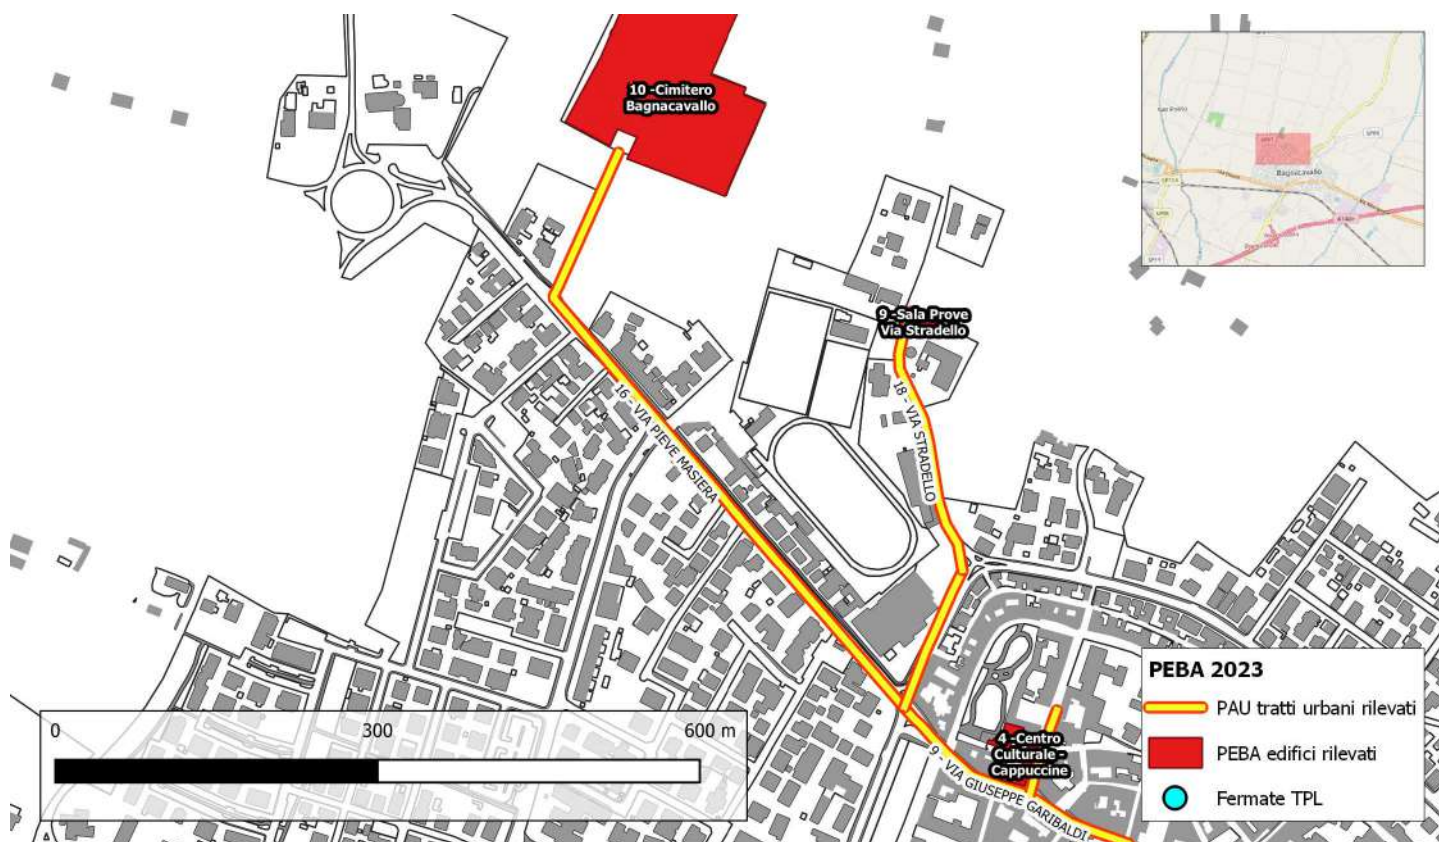 10 -Cimitero
Bagnacavallo
9 -Sala Prove
Via Stradello
18 - VIA STRADELLO
16 - VIA PIEVE MASIERA
4 -Centro
Culturale -
Cappuccine
9 - VIA GIUSEPPE GARIBALDI
0
300
600 m
Bagnacavallo
PEBA 2023
PAU tratti urbani rilevati
PEBA edifici rilevati
Fermate TPL